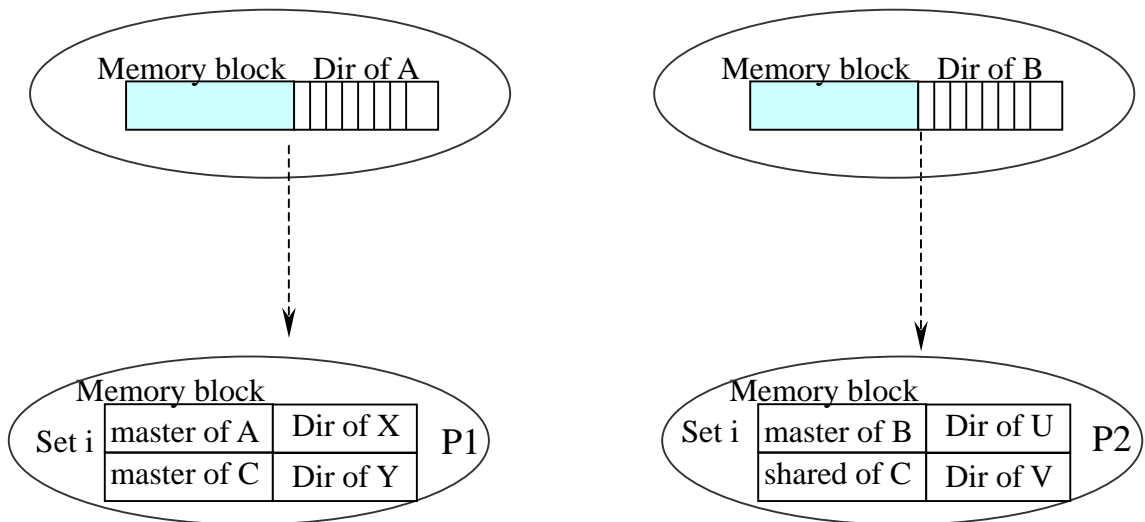 Memory block Dir of A
Memory block Dir of B
Memory block
Set i master of A Dir of X P1
master of C Dir of Y
Memory block
Set i master of B Dir of U P2
shared of C Dir of V